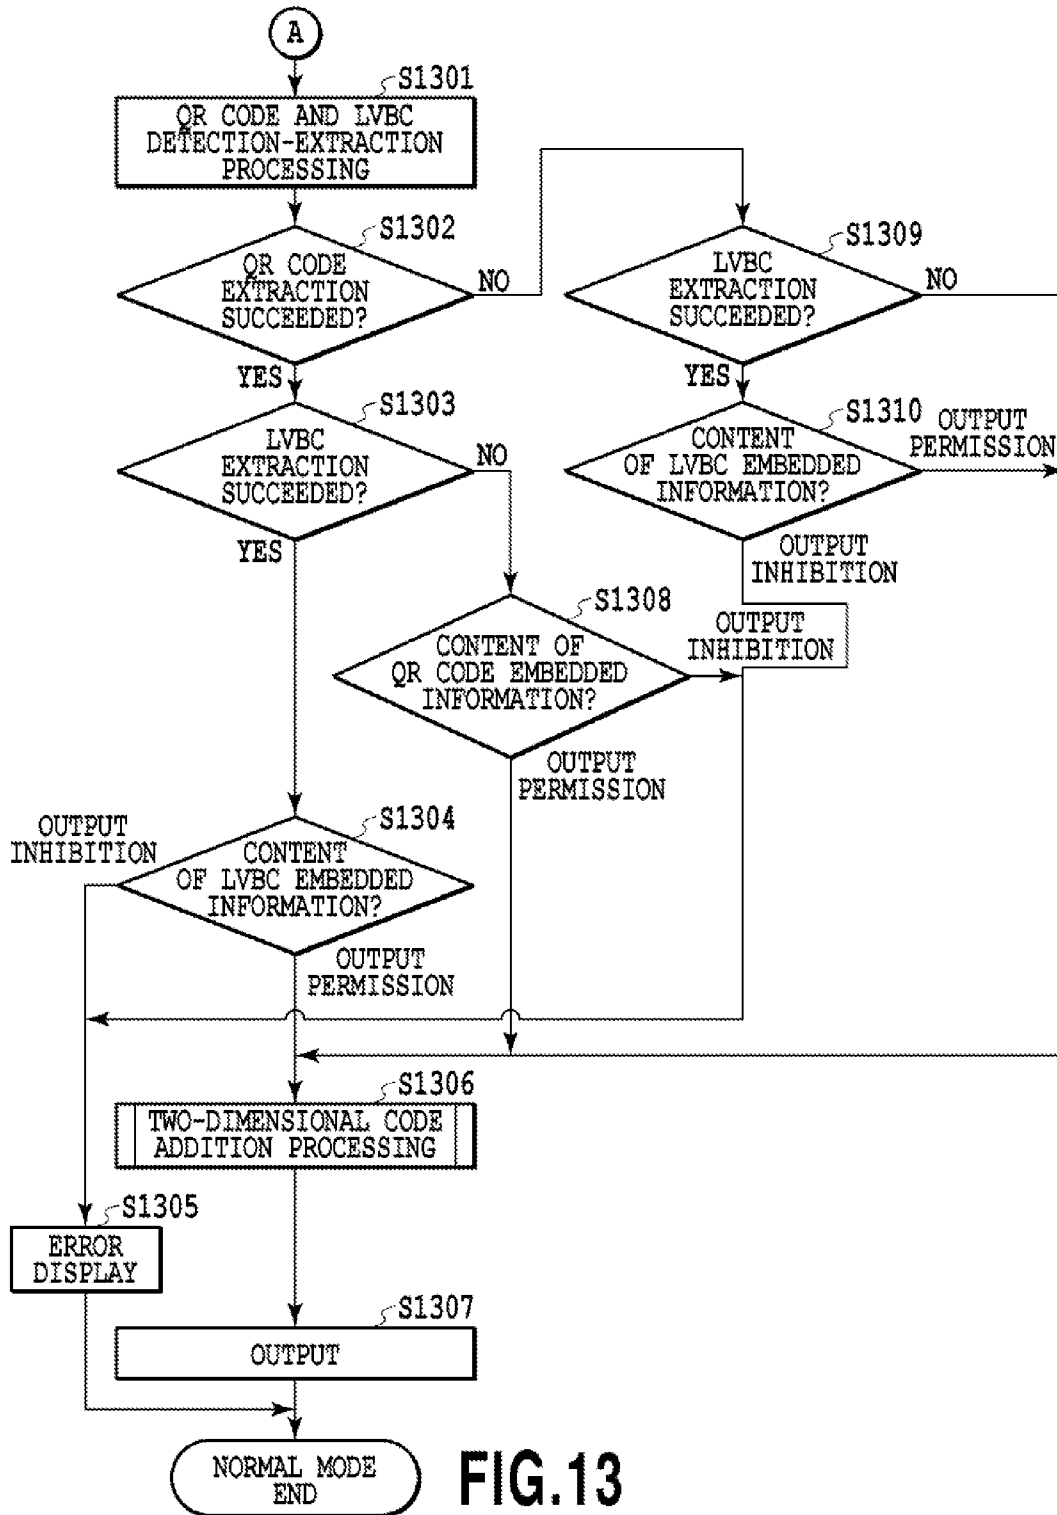 A
S1301
QR CODE AND LVBC
DETECTION-EXTRACTION
PROCESSING
S1302
QR CODE
EXTRACTION
SUCCEEDED?
NO
YES
S1309
LVBC
EXTRACTION
SUCCEEDED?
NO
YES
S1303
LVBC
EXTRACTION
SUCCEEDED?
NO
YES
S1310
CONTENT
OF LVBC EMBEDDED
INFORMATION?
OUTPUT
PERMISSION
OUTPUT
INHIBITION
S1308
CONTENT OF
QR CODE EMBEDDED
INFORMATION?
OUTPUT
INHIBITION
OUTPUT
PERMISSION
S1304
CONTENT
OF LVBC EMBEDDED
INFORMATION?
OUTPUT
INHIBITION
OUTPUT
PERMISSION
S1306
TWO-DIMENSIONAL CODE
ADDITION PROCESSING
S1305
ERROR
DISPLAY
S1307
OUTPUT
NORMAL MODE
END
FIG.13